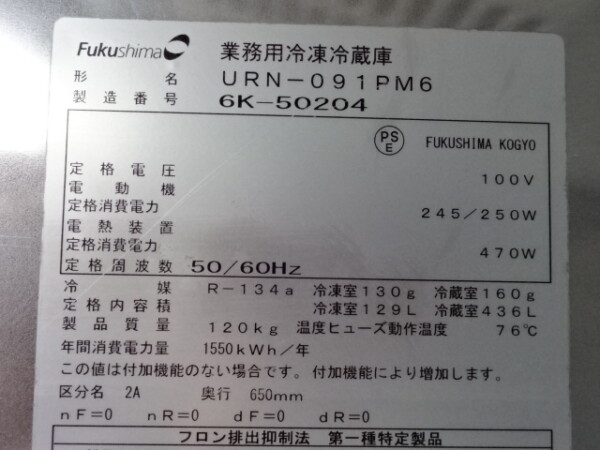 Fukushima 業務用冷凍冷蔵庫
形名 URN-091PM6
製造番号 6K-50204
PS E FUKUSHIMA KOGYO
定格電圧 100V
電動機
定格消費電力 245/250W
電熱装置
定格消費電力 470W
定格周波数 50/60Hz
冷媒 R-134a 冷凍室130g 冷蔵室160g
定格内容積 冷凍室129L 冷蔵室436L
製品質量 120kg 温度ヒューズ動作温度 76℃
年間消費電力量 1550kWh/年
この値は付加機能のない場合です。付加機能により増加します。
区分名 2A 奥行 650mm
nF=0 nR=0 dF=0 dR=0
フロン排出抑制法 第一種特定製品